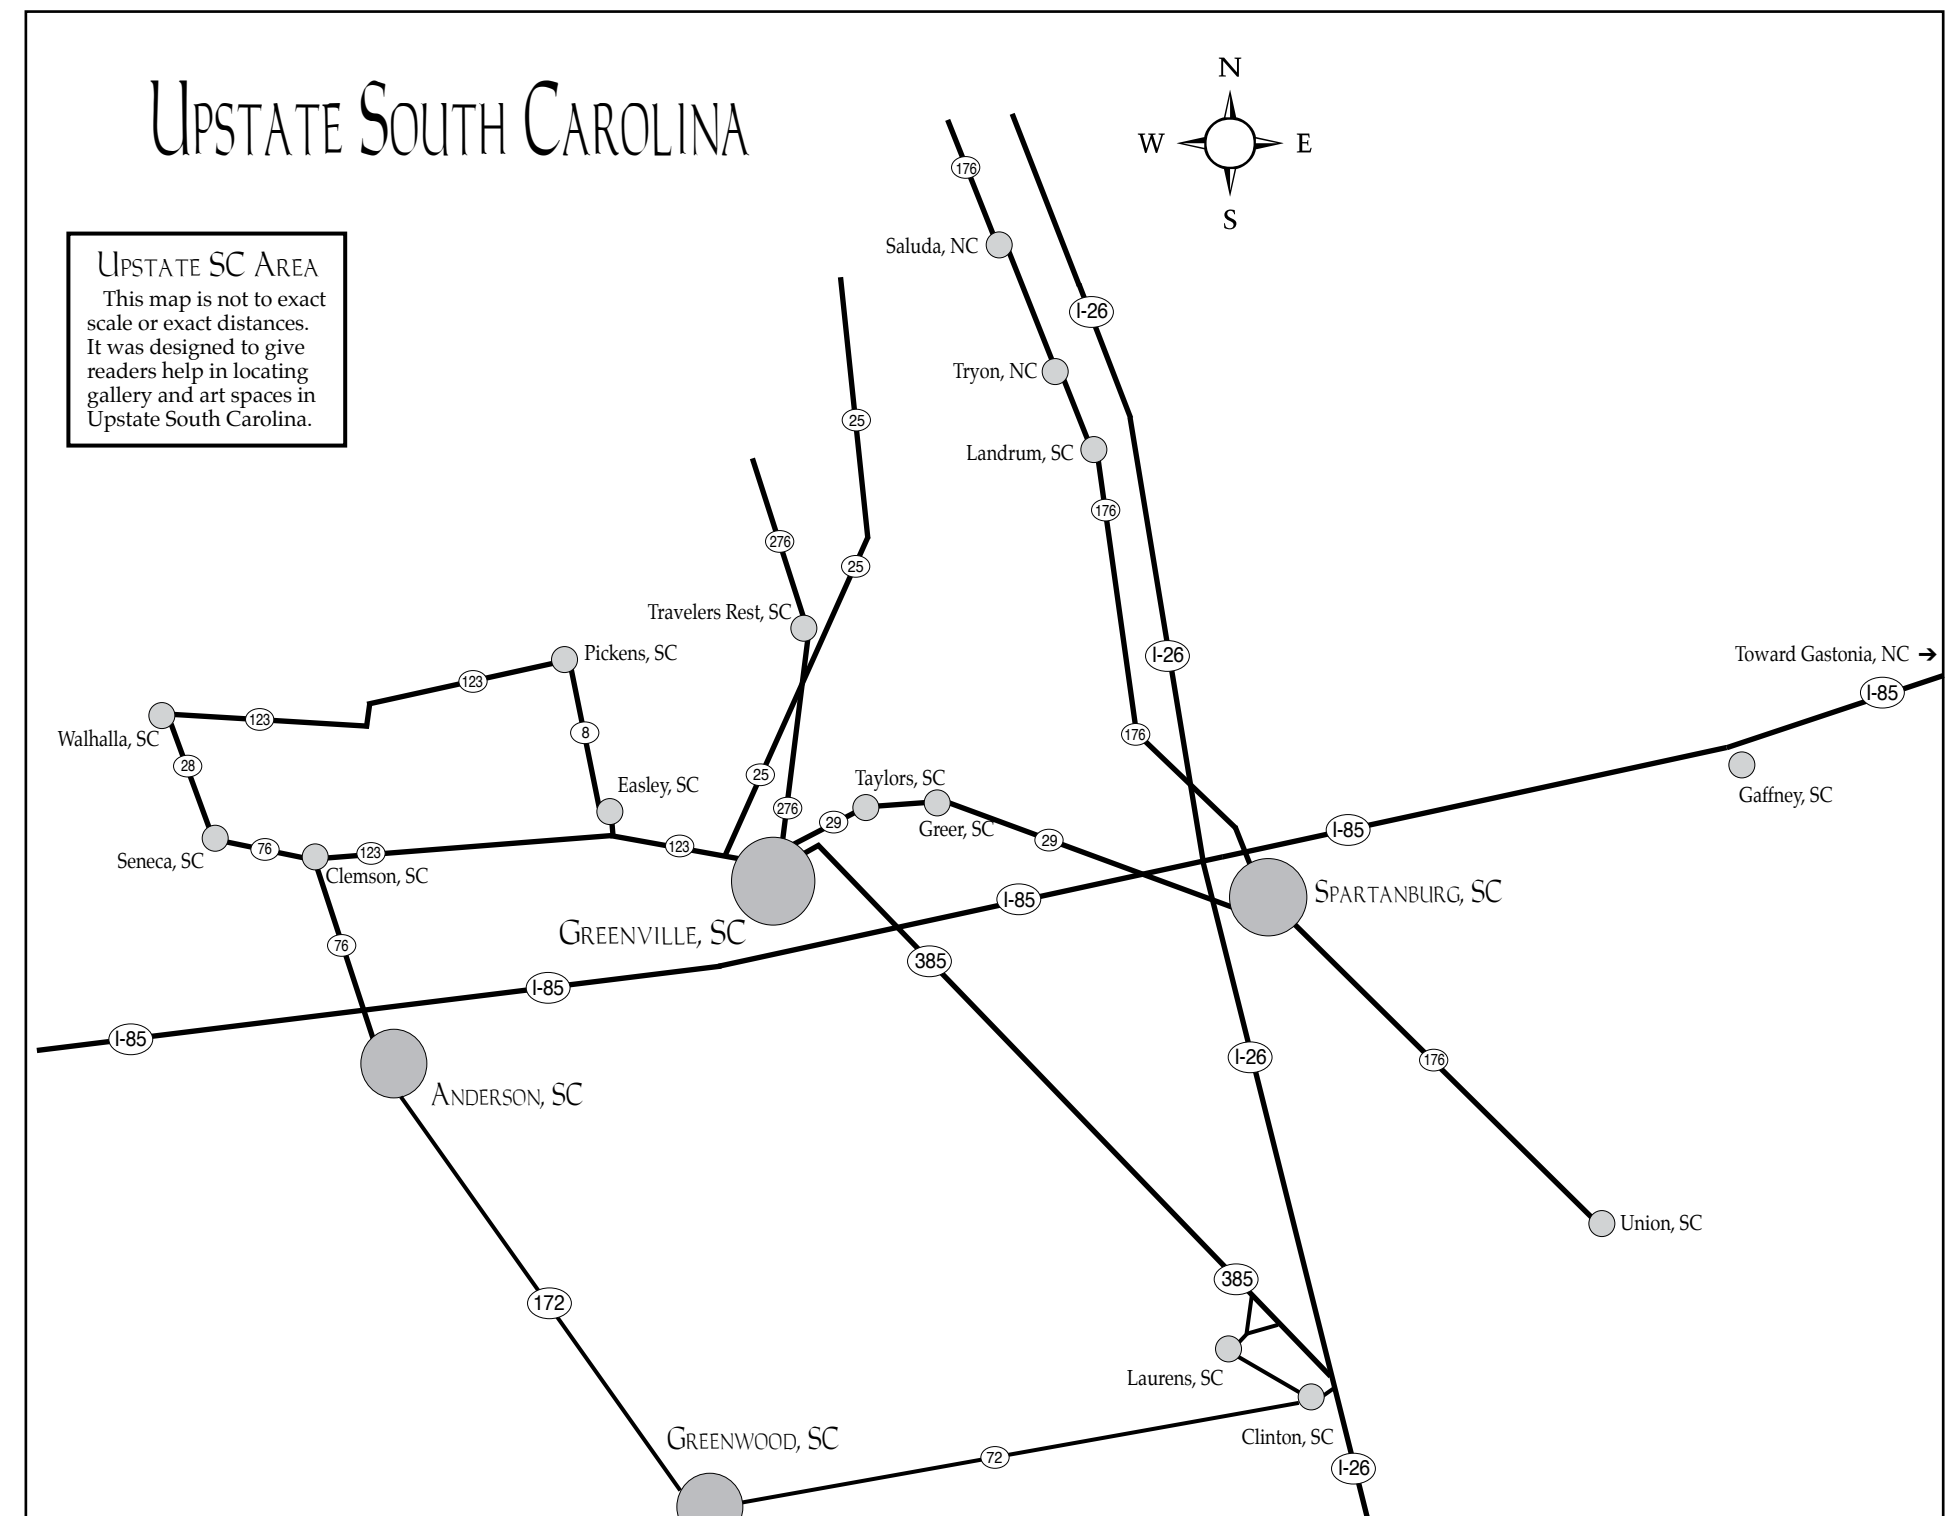 Upstate South Carolina
N
W E
S
Upstate SC Area
This map is not to exact
scale or exact distances.
It was designed to give
readers help in locating
gallery and art spaces in
Upstate South Carolina.
176
Saluda, NC
I-26
Tryon, NC
25
Landrum, SC
176
276
25
Travelers Rest, SC
Pickens, SC
I-26
Toward Gastonia, NC ➔
123
I-85
Walhalla, SC
123
8
176
28
25
Easley, SC
Taylors, SC
Gaffney, SC
276
29
Greer, SC
29
I-85
Seneca, SC
76
123
123
Clemson, SC
Greenville, SC
I-85
Spartanburg, SC
76
385
I-85
I-85
I-26
176
Anderson, SC
Union, SC
385
172
Laurens, SC
Greenwood, SC
72
Clinton, SC
I-26